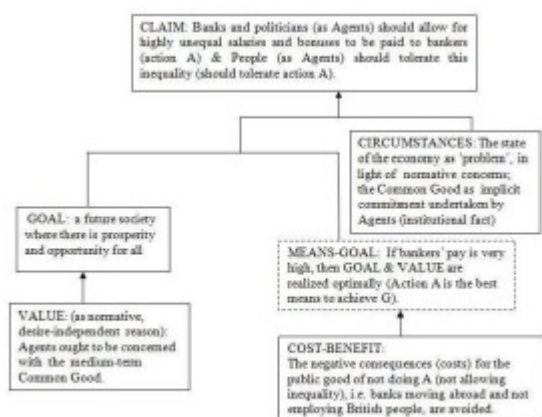 CLAIM: Banks and politicians (as Agents) should allow for
highly unequal salaries and bonuses to be paid to bankers
(action A) & People (as Agents) should tolerate this
inequality (should tolerate action A).
CIRCUMSTANCES: The state
of the economy as 'problem', in
light of normative concerns;
the Common Good as implicit
commitment undertaken by
Agents (institutional fact)
GOAL: a future society
where there is prosperity
and opportunity for all
MEANS-GOAL: If bankers' pay is very
high, then GOAL & VALUE are
realized optimally (Action A is the best
means to achieve G).
VALUE: (as normative,
desire-independent reason):
Agents ought to be concerned
with the medium-term
Common Good.
COST-BENEFIT:
The negative consequences (costs) for the
public good of not doing A (not allowing
inequality), i.e. banks moving abroad and not
employing British people, are avoided.